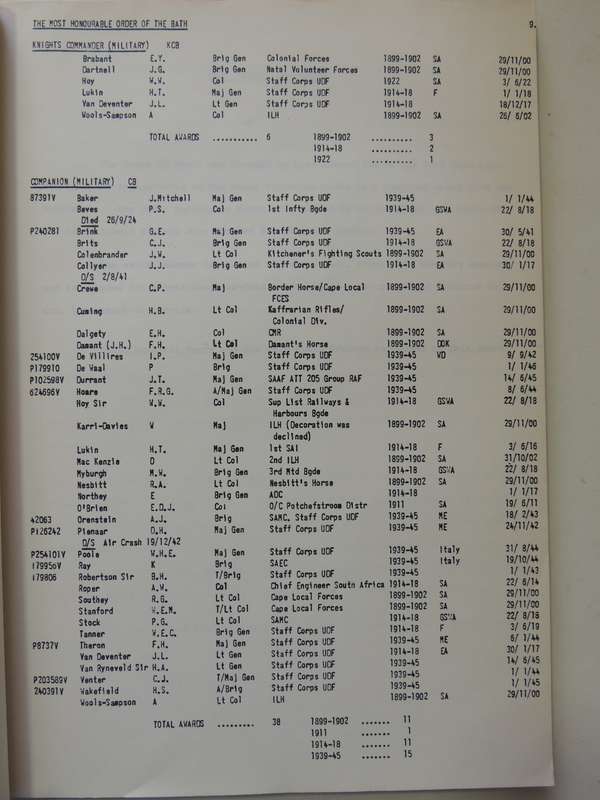 THE MOST HONOURABLE ORDER OF THE BATH 9.
KNIGHTS COMMANDER (MILITARY) KCB
Brabant E.Y. Brig Gen Colonial Forces 1899-1902 SA 29/11/00
Dartnell J.G. Brig Gen Natal Volunteer Forces 1899-1902 SA 29/11/00
Hoy W.W. Col Staff Corps UDF 1922 SA 3/ 6/22
Lukin H.T. Maj Gen Staff Corps UDF 1914-18 F 1/ 1/18
Van Deventer J.L. Lt Gen Staff Corps UDF 1914-18 18/12/17
Wools-Sampson A Col ILH 1899-1902 SA 26/ 6/02
TOTAL AWARDS ........... 6 1899-1902 .......... 3
1914-18 .......... 2
1922 .......... 1
COMPANION (MILITARY) CB
87391V Baker J.Mitchell Maj Gen Staff Corps UDF 1939-45 1/ 1/44
Beves P.S. Col 1st Infty Bgde 1914-18 GSWA 22/ 8/18
Died 26/9/24
P240281 Brink G.E. Maj Gen Staff Corps UDF 1939-45 EA 30/ 5/41
Brits C.J. Brig Gen Staff Corps UDF 1914-18 GSWA 22/ 8/18
Colenbrander J.W. Lt Col Kitchener's Fighting Scouts 1899-1902 SA 29/11/00
Collyer J.J. Brig Gen Staff Corps UDF 1914-18 EA 30/ 1/17
O/S 2/8/41
Crewe C.P. Maj Border Horse/Cape Local 1899-1902 SA 29/11/00
FCES
Cuming H.B. Lt Col Kaffrarian Rifles/ 1899-1902 SA 29/11/00
Colonial Div.
Dalgety E.H. Col CMR 1899-1902 SA 29/11/00
Damant (J.H.) F.H. Lt Col Damant's Horse 1899-1902 29/11/00
254100V De Villires I.P. Maj Gen Staff Corps UDF 1939-45 WD 9/ 9/42
P179910 De Waal P Brig Staff Corps UDF 1939-45 1/ 1/46
P102598V Durrant J.T. Maj Gen SAAF ATT 205 Group RAF 1939-45 14/ 6/45
624696V Hoare F.R.G. A/Maj Gen Staff Corps UDF 1939-45 8/ 6/44
Hoy Sir W.W. Col Sup List Railways & 1914-18 GSWA 22/ 8/18
Harbours Bgde
Karri-Davies W Maj ILH (Decoration was 1899-1902 SA 29/11/00
declined)
Lukin H.T. Maj Gen 1st SAI 1914-18 F 3/ 6/16
Mac Kenzie D Lt Col 2nd ILH 1899-1902 SA 31/10/02
Myburgh M.W. Brig Gen 3rd Mtd Bgde 1914-18 GSWA 22/ 8/18
Nesbitt R.A. Lt Col Nesbitt's Horse 1899-1902 SA 29/11/00
Northey E Brig Gen ADC 1914-18 1/ 1/17
O'Brien E.D.J. Col O/C Potchefstroom Distr 1911 SA 19/ 6/11
42063 Orenstein A.J. Brig SAMC. Staff Corps UDF 1939-45 ME 18/ 2/43
P126242 Pienaar D.H. Maj Gen Staff Corps UDF 1939-45 ME 24/11/42
O/S Air Crash 19/12/42
P254101V Poole W.H.E. Maj Gen Staff Corps UDF 1939-45 Italy 31/ 8/44
179956V Ray K Brig SAEC 1939-45 Italy 19/10/44
179806 Robertson Sir B.H. T/Brig Staff Corps UDF 1939-45 1/ 1/43
Roper A.W. Col Chief Engineer South Africa 1914-18 SA 22/ 6/14
Southey R.G. Lt Col Cape Local Forces 1899-1902 SA 29/11/00
Stanford W.E.M. T/Lt Col Cape Local Forces 1899-1902 SA 29/11/00
Stock P.G. Lt Col SAMC 1914-18 GSWA 22/ 8/18
Tanner W.E.C. Brig Gen Staff Corps UDF 1914-18 F 3/ 6/19
P8737V Theron F.H. Maj Gen Staff Corps UDF 1939-45 ME 6/ 1/44
Van Deventer J.L. Lt Gen Staff Corps UDF 1914-18 EA 30/ 1/17
Van Ryneveld Sir H.A. Lt Gen Staff Corps UDF 1939-45 14/ 6/45
P203589V Venter C.J. T/Maj Gen Staff Corps UDF 1939-45 1/ 1/44
240391V Wakefield H.S. A/Brig Staff Corps UDF 1939-45 1/ 1/45
Wools-Sampson A Lt Col ILH 1899-1902 SA 29/11/00
TOTAL AWARDS ......... 38 1899-1902 ....... 11
1911 ....... 1
1914-18 ....... 11
1939-45 ....... 15